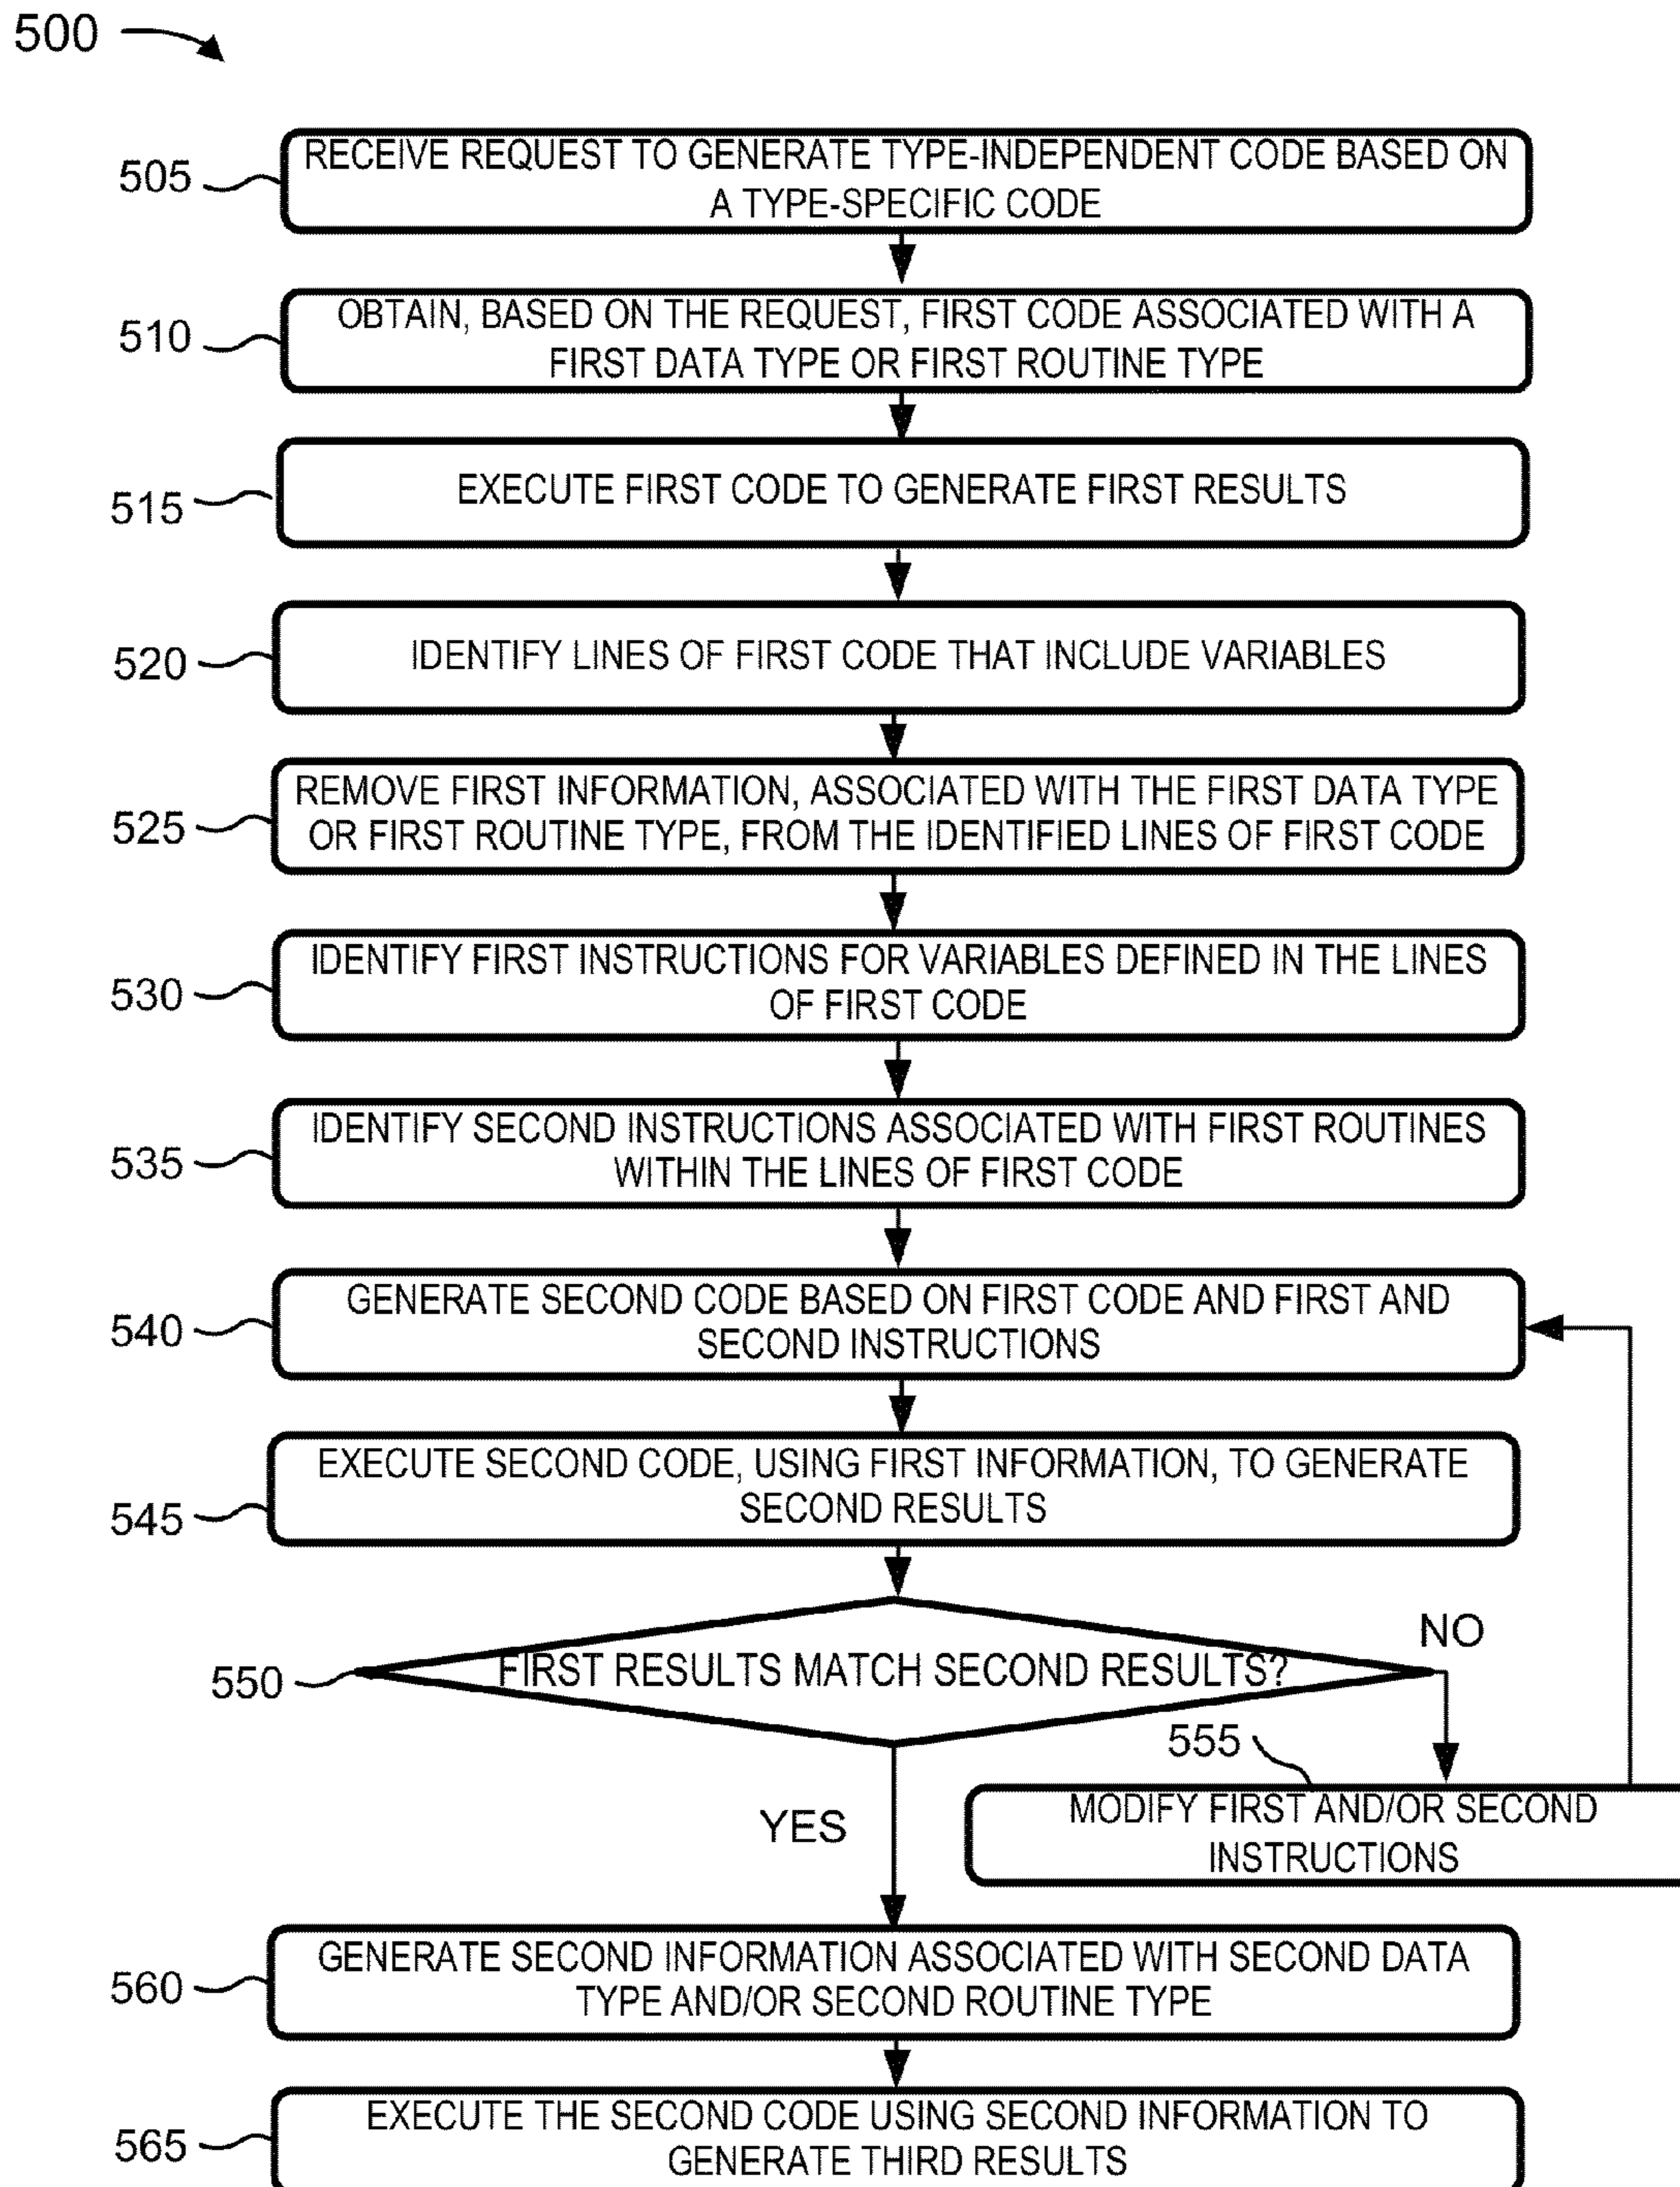 500
505
RECEIVE REQUEST TO GENERATE TYPE-INDEPENDENT CODE BASED ON
A TYPE-SPECIFIC CODE
510
OBTAIN, BASED ON THE REQUEST, FIRST CODE ASSOCIATED WITH A
FIRST DATA TYPE OR FIRST ROUTINE TYPE
515
EXECUTE FIRST CODE TO GENERATE FIRST RESULTS
520
IDENTIFY LINES OF FIRST CODE THAT INCLUDE VARIABLES
525
REMOVE FIRST INFORMATION, ASSOCIATED WITH THE FIRST DATA TYPE
OR FIRST ROUTINE TYPE, FROM THE IDENTIFIED LINES OF FIRST CODE
530
IDENTIFY FIRST INSTRUCTIONS FOR VARIABLES DEFINED IN THE LINES
OF FIRST CODE
535
IDENTIFY SECOND INSTRUCTIONS ASSOCIATED WITH FIRST ROUTINES
WITHIN THE LINES OF FIRST CODE
540
GENERATE SECOND CODE BASED ON FIRST CODE AND FIRST AND
SECOND INSTRUCTIONS
545
EXECUTE SECOND CODE, USING FIRST INFORMATION, TO GENERATE
SECOND RESULTS
550
FIRST RESULTS MATCH SECOND RESULTS?
NO
555
MODIFY FIRST AND/OR SECOND
INSTRUCTIONS
YES
560
GENERATE SECOND INFORMATION ASSOCIATED WITH SECOND DATA
TYPE AND/OR SECOND ROUTINE TYPE
565
EXECUTE THE SECOND CODE USING SECOND INFORMATION TO
GENERATE THIRD RESULTS